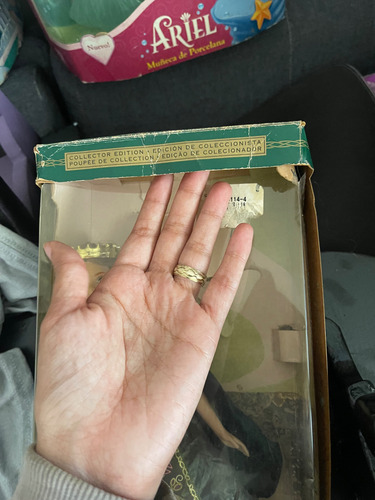 Nuevo!
ARIEL
Muñeca de Porcelana
COLLECTOR EDITION • EDICIÓN DE COLECCIONISTA
POUPÉE DE COLLECTION • EDIÇÃO DE COLECIONADOR
114-4